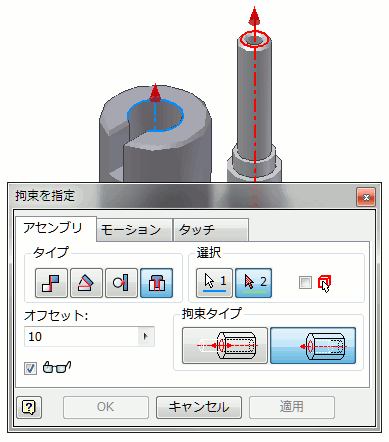 拘束を指定
アセンブリ モーション タッチ
タイプ 選択
1 2
オフセット: 拘束タイプ
10
OK キャンセル 適用